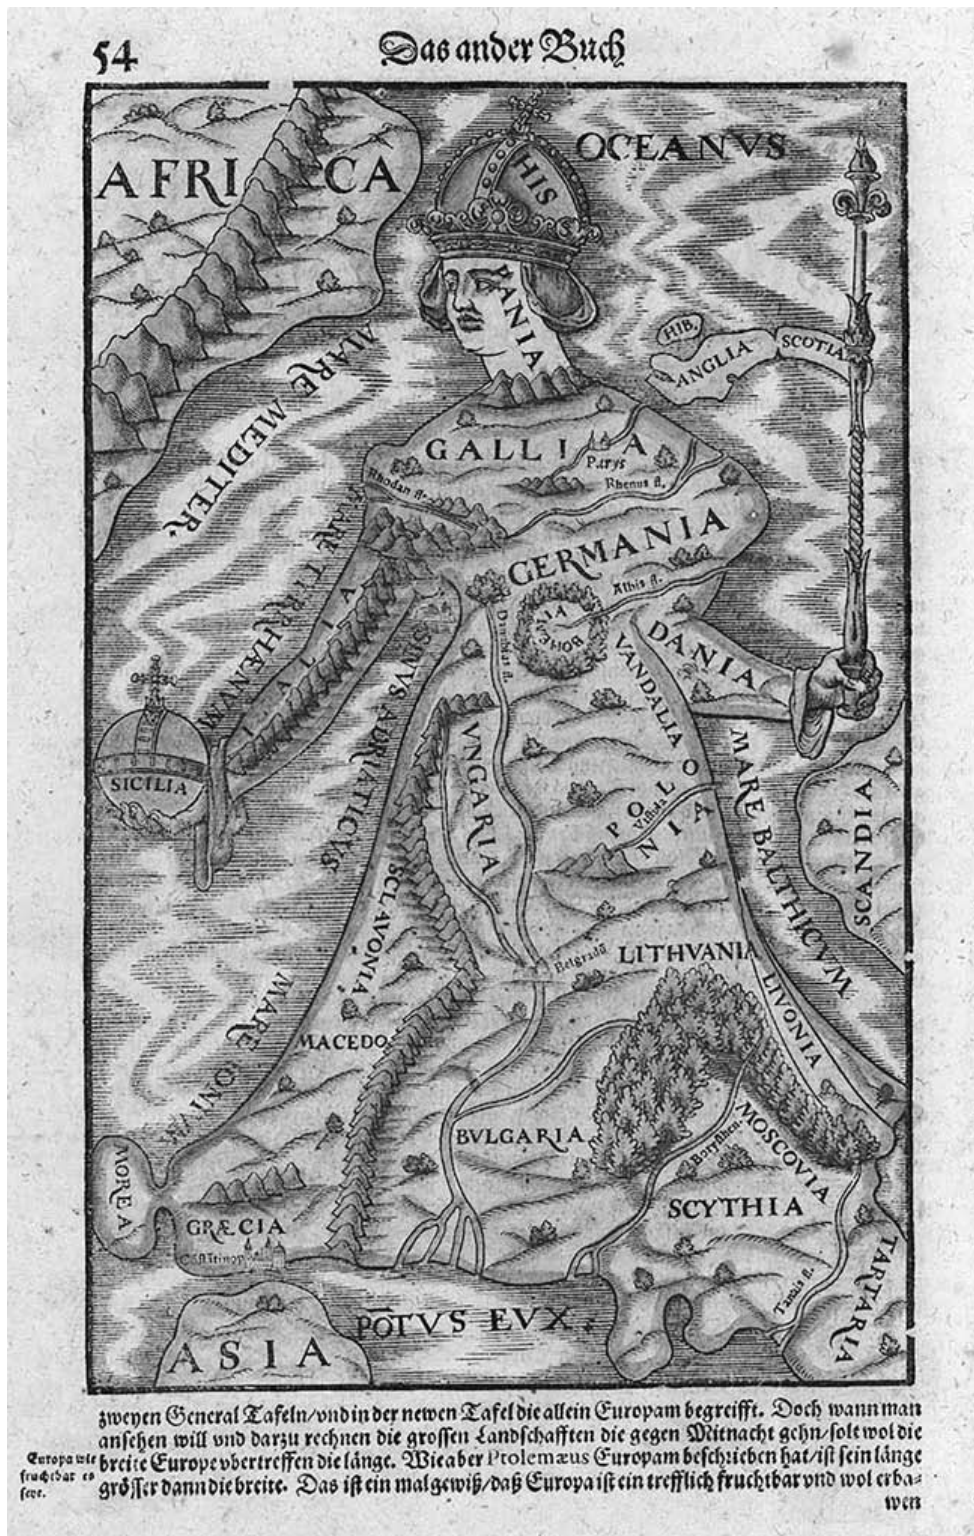 54
Das ander Buch
AFRICA
HIS
PANIA
OCEANVS
HIB.
ANGLIA
SCOTIA
MARE MEDITER.
GALLIA
Parys
Rhodan fl.
Rhenus fl.
MARE TIRRHÆNVM
GERMANIA
Albis fl.
BOHEMIA
Danubius fl.
ITALIA
DANIA
VANDALIA
SINVS ADRIATICVS
SICILIA
VNGARIA
POLONIA
Vistula
MARE BALTHICVM
SCANDIA
SCLAVONIA
Belgradū
LITHVANIA
LIVONIA
MARE IONIVM
MACEDO
BVLGARIA
MOSCOVIA
Borysthen.
SCYTHIA
MOREA
GRÆCIA
TARTARIA
Tanais fl.
PŌTVS EVX
ASIA
zweyen General Tafeln/vnd in der newen Tafel die allein Europam begreifft. Doch wann man
ansehen will vnd darzu rechnen die grossen Landschafften die gegen Mitnacht gehn/solt wol die
breite Europe vbertreffen die länge. Wie aber Ptolemæus Europam beschrieben hat/ist sein länge
grösser dann die breite. Das ist ein mal gewiß/daß Europa ist ein trefflich fruchtbar vnd wol erba-
wen
Europa wie
fruchtbar es
seye.